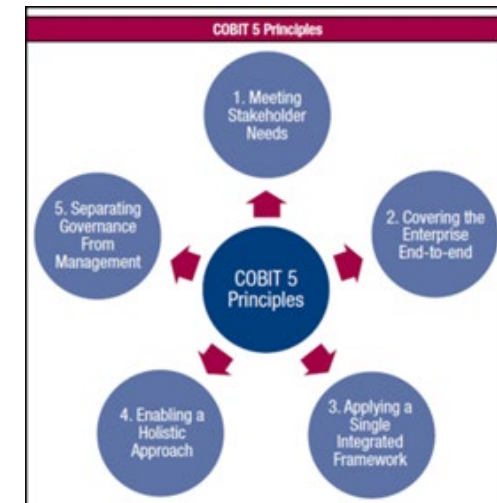 COBIT 5 Principles
1. Meeting
Stakeholder
Needs
5. Separating
Governance
From
Management
2. Covering the
Enterprise
End-to-end
COBIT 5
Principles
4. Enabling a
Holistic
Approach
3. Applying a
Single
Integrated
Framework